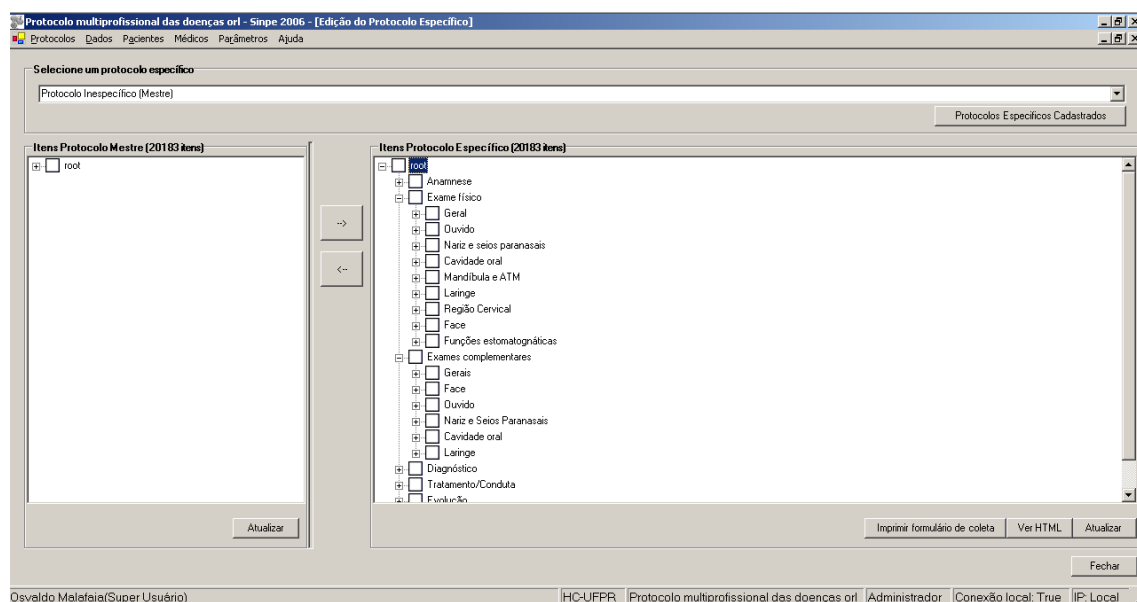 Protocolo multiprofissional das doenças orl - Sinpe 2006 - [Edição do Protocolo Específico]
Protocolos Dados Pacientes Médicos Parâmetros Ajuda
Selecione um protocolo específico
Protocolo Inespecífico (Mestre)
Protocolos Especificos Cadastrados
Itens Protocolo Mestre (20183 itens)
root
Atualizar
-->
<--
Itens Protocolo Específico (20183 itens)
root
Anamnese
Exame físico
Geral
Ouvido
Nariz e seios paranasais
Cavidade oral
Mandíbula e ATM
Laringe
Região Cervical
Face
Funções estomatognáticas
Exames complementares
Gerais
Face
Ouvido
Nariz e Seios Paranasais
Cavidade oral
Laringe
Diagnóstico
Tratamento/Conduta
Evolução
Imprimir formulário de coleta Ver HTML Atualizar
Fechar
Osvaldo Malafaia(Super Usuário) HC-UFPR Protocolo multiprofissional das doenças orl Administrador Conexão local: True IP: Local